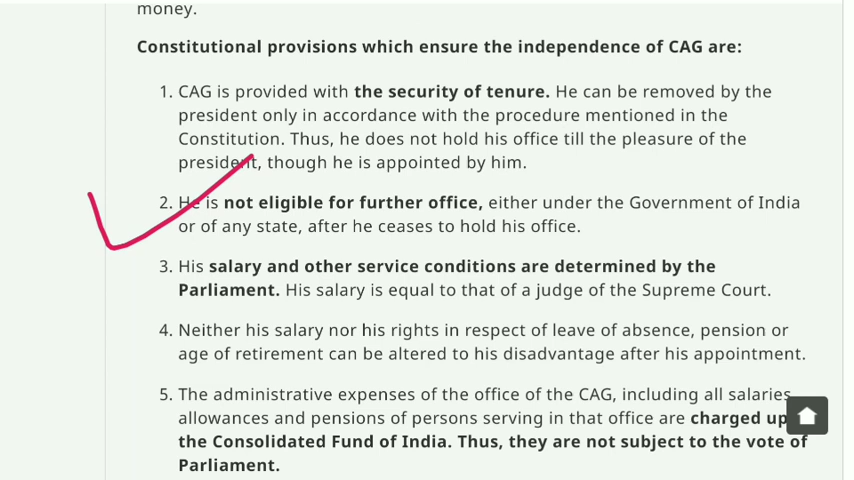 money.
Constitutional provisions which ensure the independence of CAG are:
1. CAG is provided with the security of tenure. He can be removed by the
president only in accordance with the procedure mentioned in the
Constitution. Thus, he does not hold his office till the pleasure of the
president, though he is appointed by him.
2. He is not eligible for further office, either under the Government of India
or of any state, after he ceases to hold his office.
3. His salary and other service conditions are determined by the
Parliament. His salary is equal to that of a judge of the Supreme Court.
4. Neither his salary nor his rights in respect of leave of absence, pension or
age of retirement can be altered to his disadvantage after his appointment.
5. The administrative expenses of the office of the CAG, including all salaries
allowances and pensions of persons serving in that office are charged up
the Consolidated Fund of India. Thus, they are not subject to the vote of
Parliament.